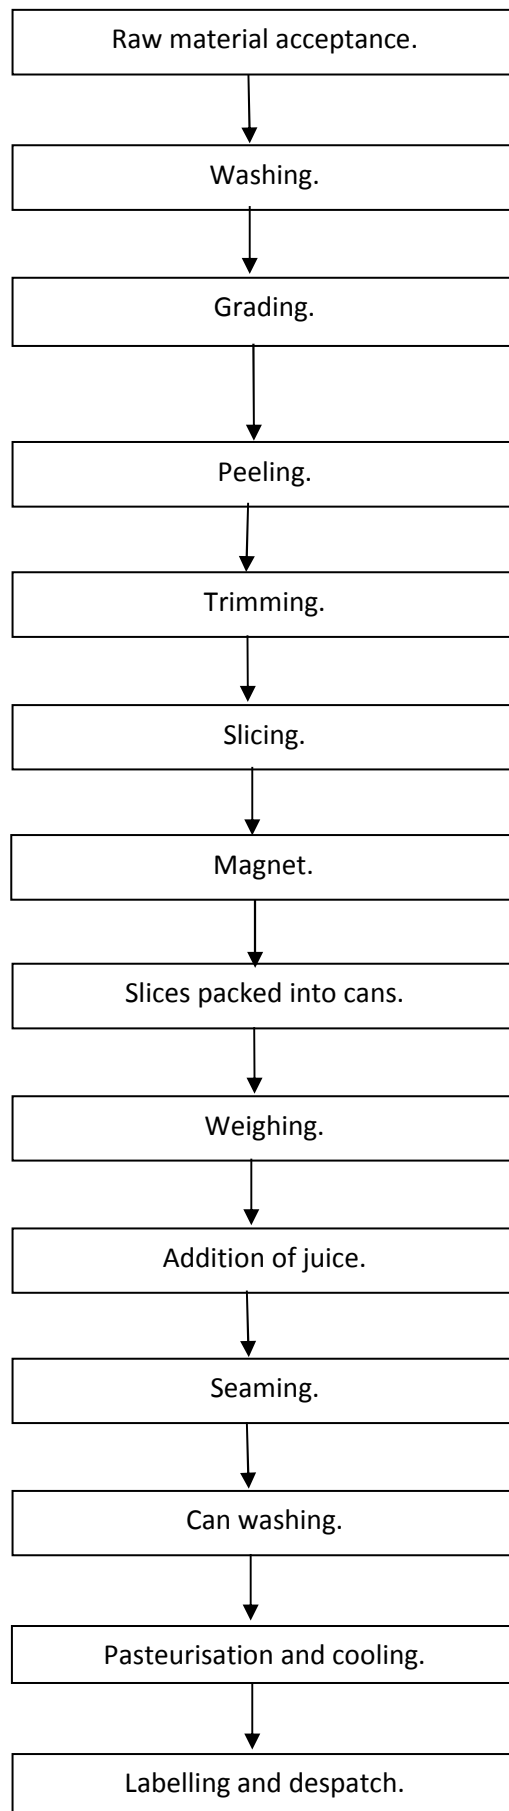 Raw material acceptance.
Washing.
Grading.
Peeling.
Trimming.
Slicing.
Magnet.
Slices packed into cans.
Weighing.
Addition of juice.
Seaming.
Can washing.
Pasteurisation and cooling.
Labelling and despatch.